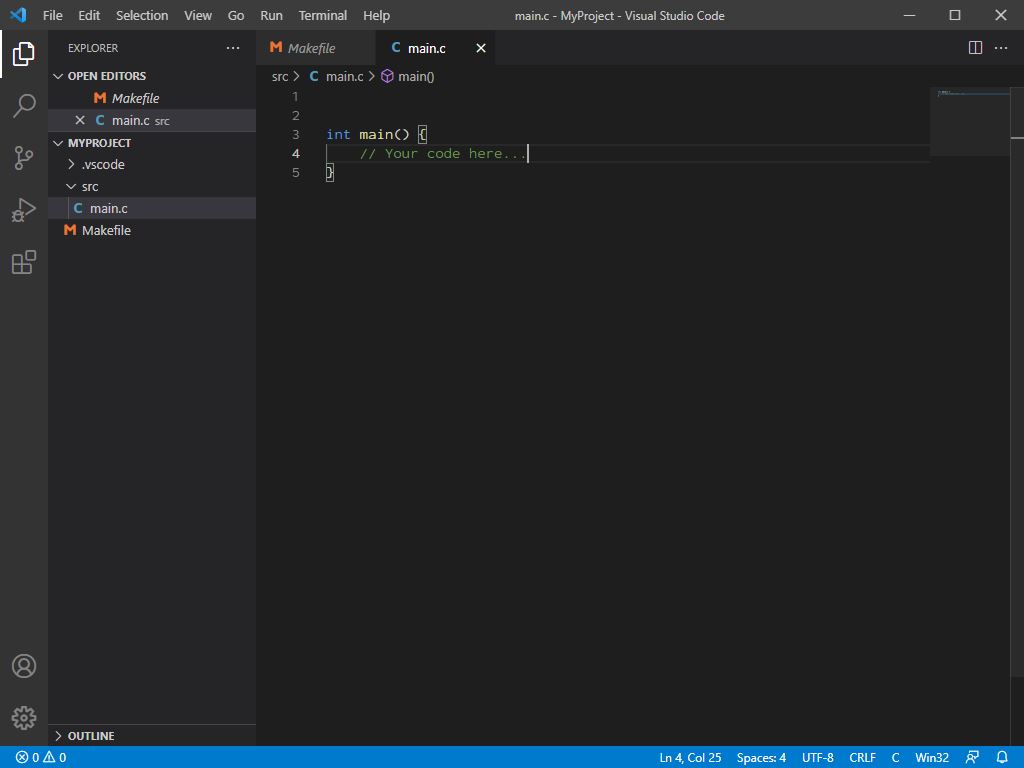 File Edit Selection View Go Run Terminal Help main.c - MyProject - Visual Studio Code
EXPLORER
OPEN EDITORS
Makefile
main.c src
MYPROJECT
.vscode
src
main.c
Makefile
OUTLINE
Makefile main.c
src > main.c > main()
1
2
3 int main() {
4 // Your code here...
5 }
0 0 Ln 4, Col 25 Spaces: 4 UTF-8 CRLF C Win32